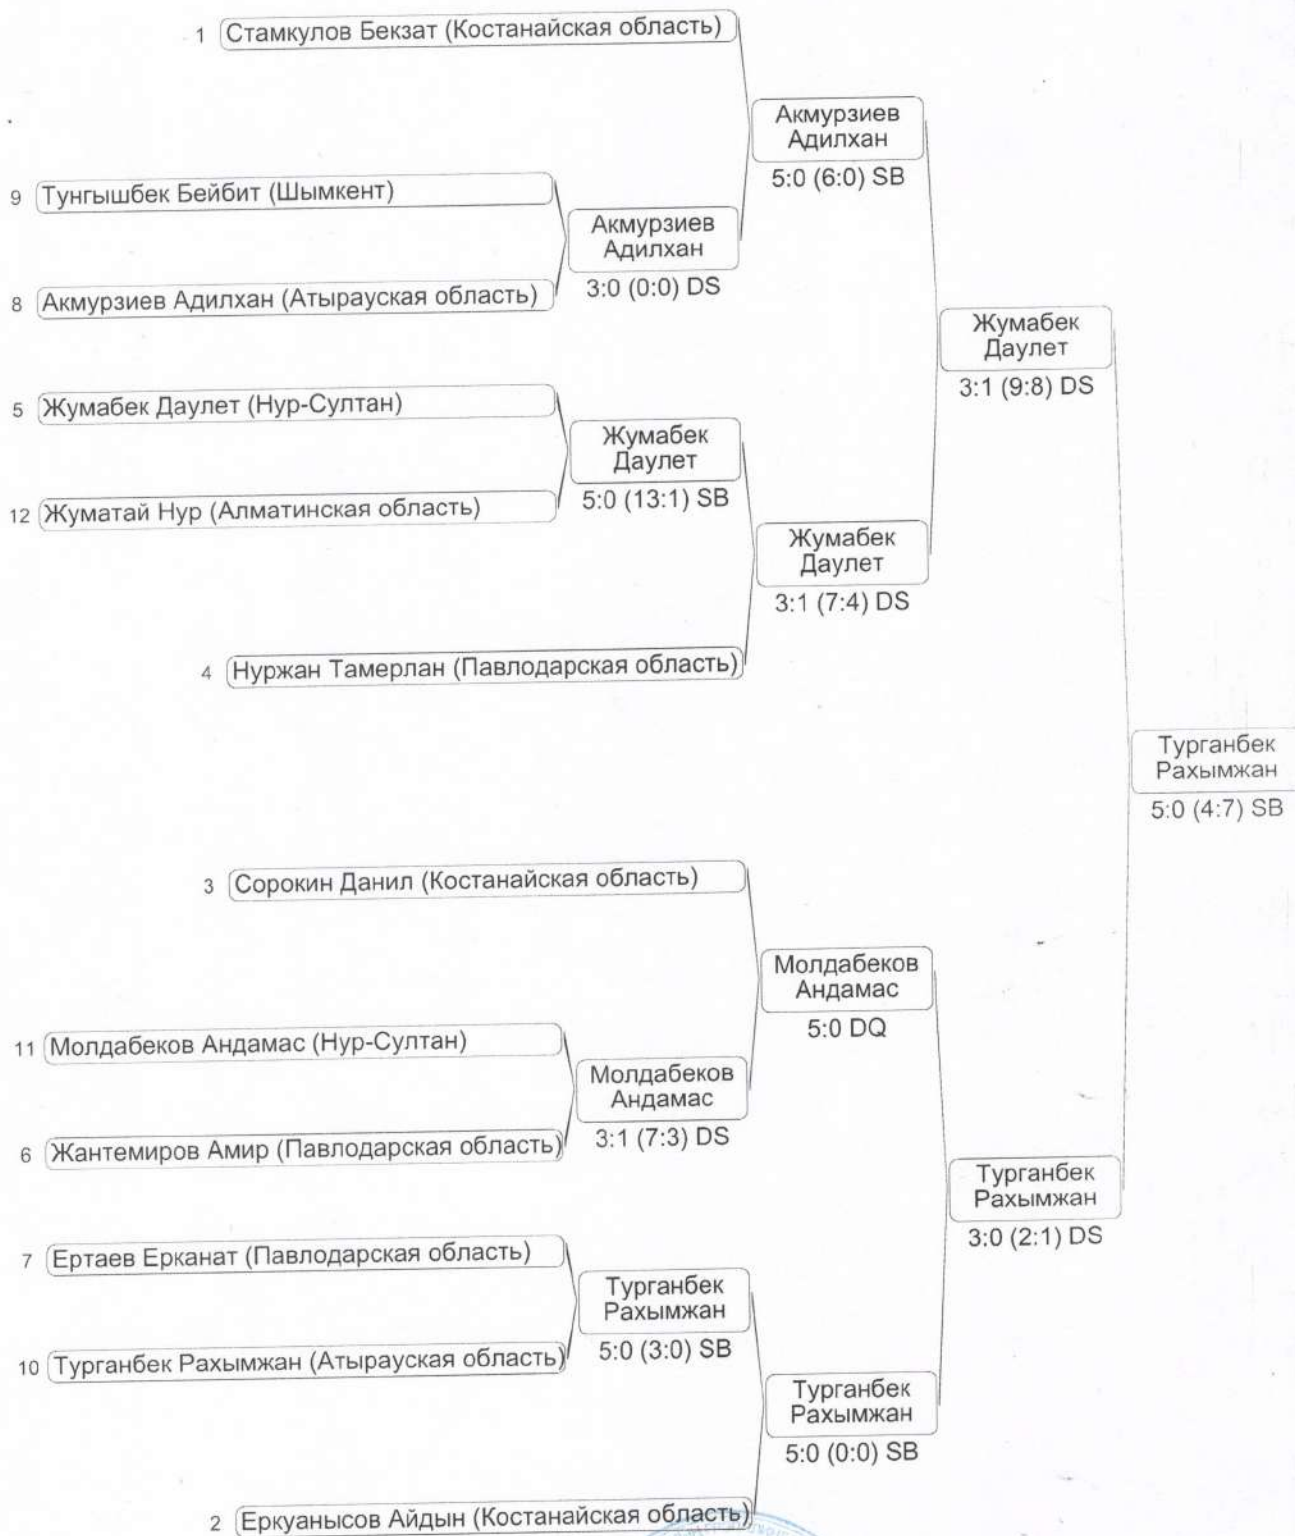 1 Стамкулов Бекзат (Костанайская область)
Акмурзиев
Адилхан
5:0 (6:0) SB
9 Тунгышбек Бейбит (Шымкент)
Акмурзиев
Адилхан
3:0 (0:0) DS
8 Акмурзиев Адилхан (Атырауская область)
Жумабек
Даулет
3:1 (9:8) DS
5 Жумабек Даулет (Нур-Султан)
Жумабек
Даулет
5:0 (13:1) SB
12 Жуматай Нур (Алматинская область)
Жумабек
Даулет
3:1 (7:4) DS
4 Нуржан Тамерлан (Павлодарская область)
Турганбек
Рахымжан
5:0 (4:7) SB
3 Сорокин Данил (Костанайская область)
Молдабеков
Андамас
5:0 DQ
11 Молдабеков Андамас (Нур-Султан)
Молдабеков
Андамас
3:1 (7:3) DS
6 Жантемиров Амир (Павлодарская область)
Турганбек
Рахымжан
3:0 (2:1) DS
7 Ертаев Ерканат (Павлодарская область)
Турганбек
Рахымжан
5:0 (3:0) SB
10 Турганбек Рахымжан (Атырауская область)
Турганбек
Рахымжан
5:0 (0:0) SB
2 Еркуанысов Айдын (Костанайская область)